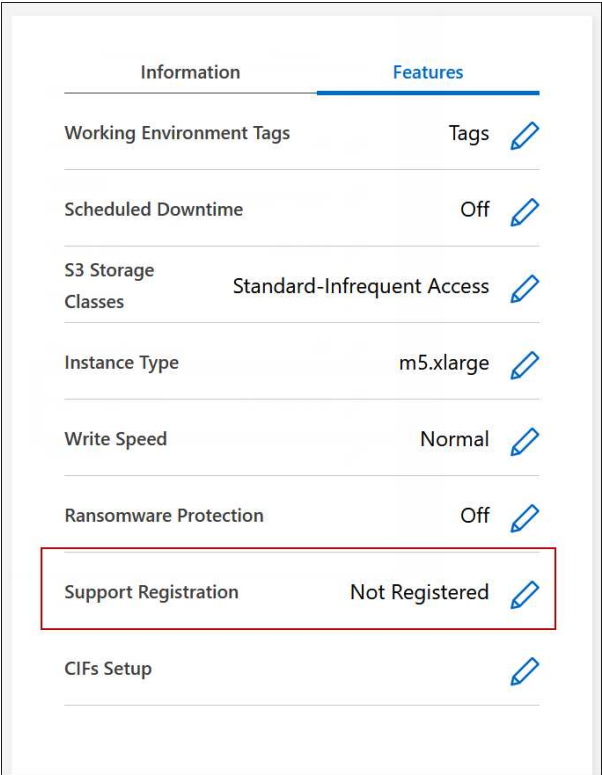 Information Features
Working Environment Tags Tags
Scheduled Downtime Off
S3 Storage
Classes Standard-Infrequent Access
Instance Type m5.xlarge
Write Speed Normal
Ransomware Protection Off
Support Registration Not Registered
CIFs Setup